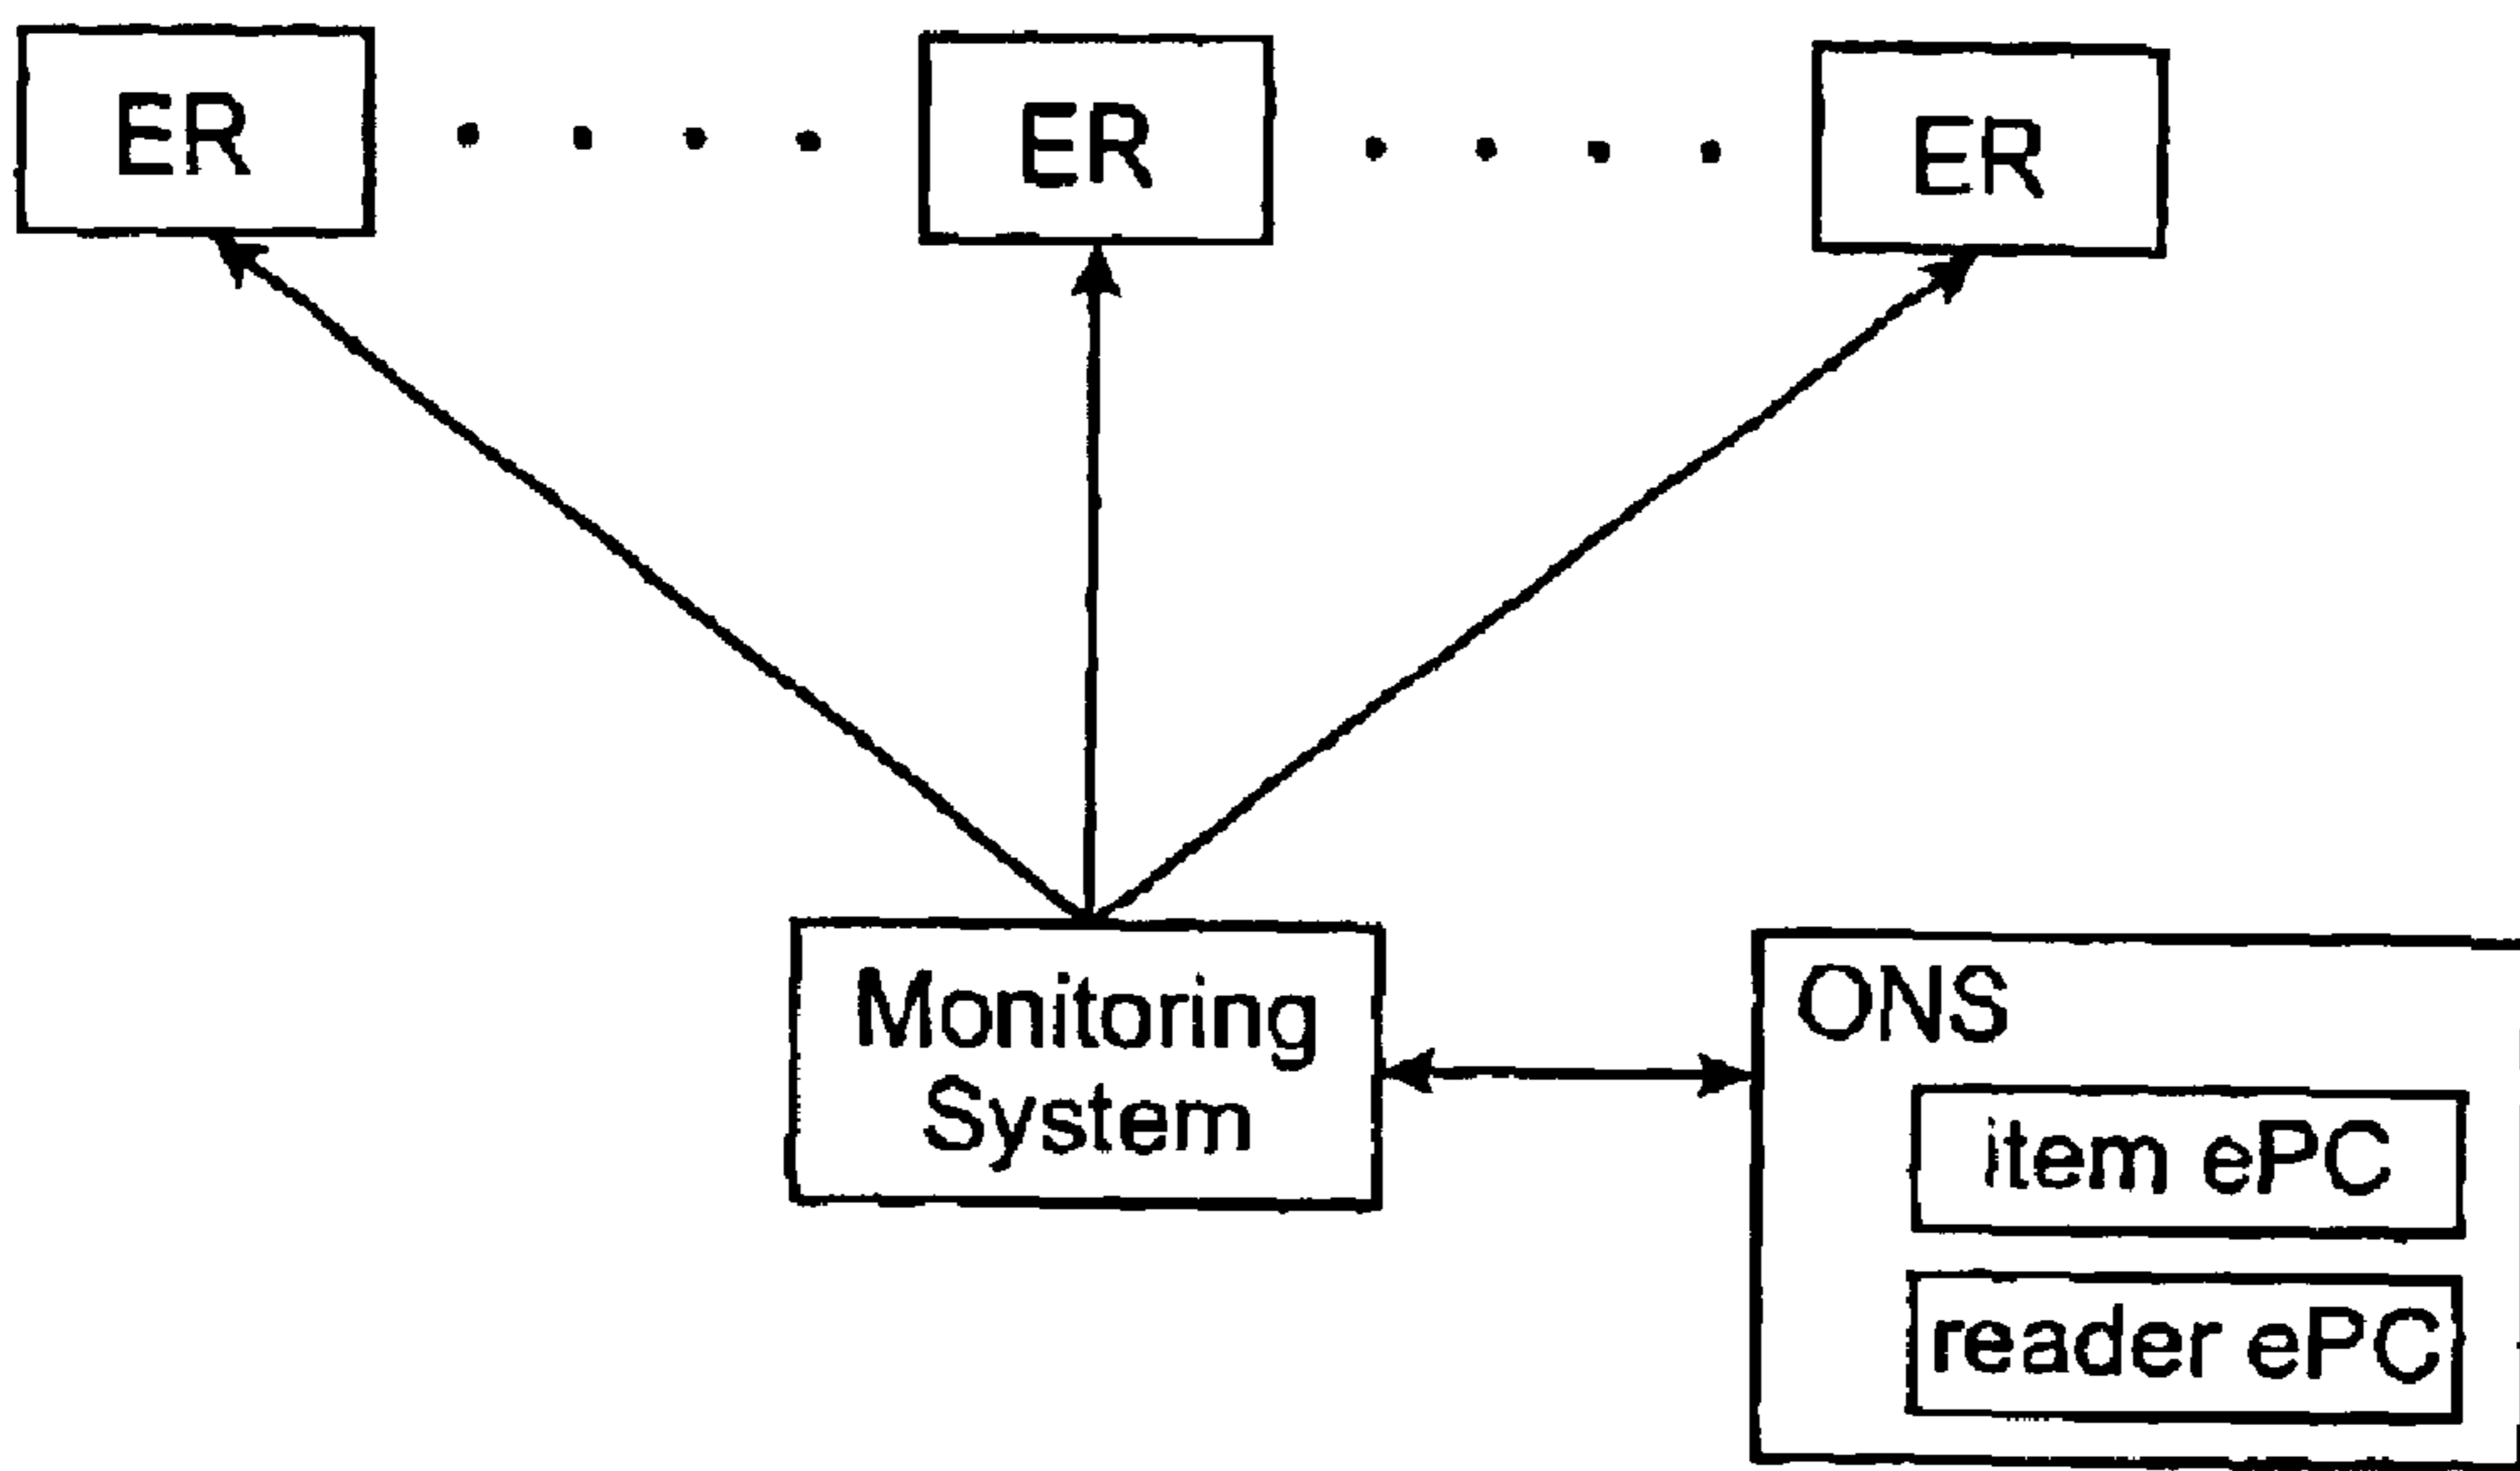 ER
ER
ER
Monitoring
System
ONS
item ePC
reader ePC